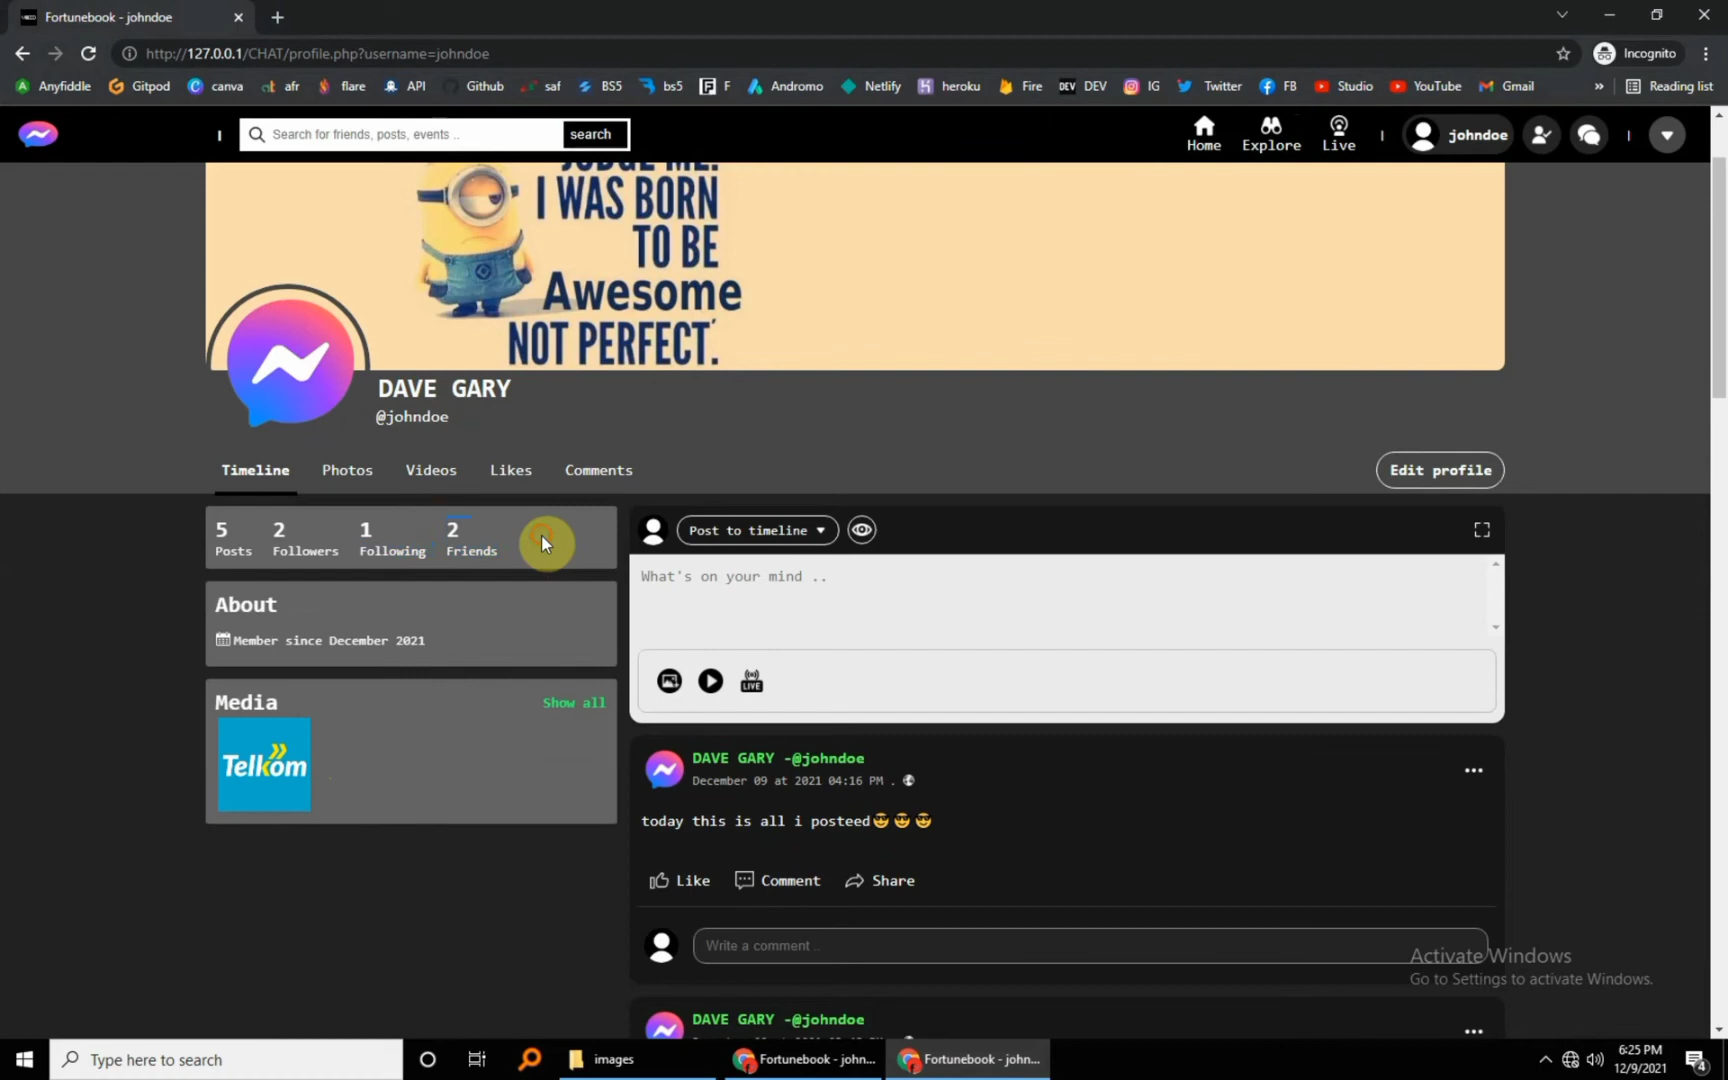 Fortunebook - johndoe
http://127.0.0.1/CHAT/profile.php?username=johndoe
Incognito
Anyfiddle Gitpod canva afr flare API Github saf BS5 bs5 F Andromo Netlify heroku Fire DEV DEV IG Twitter FB Studio YouTube Gmail » Reading list
Search for friends, posts, events ..
search
Home Explore Live johndoe
JUDGE ME.
I WAS BORN
TO BE
Awesome
NOT PERFECT.
DAVE GARY
@johndoe
Timeline Photos Videos Likes Comments
Edit profile
5 2 1 2
Posts Followers Following Friends
About
Member since December 2021
Media
Show all
Telkom
Post to timeline
What's on your mind ..
LIVE
DAVE GARY -@johndoe
December 09 at 2021 04:16 PM .
today this is all i posteed😎😎😎
Like Comment Share
Write a comment ..
DAVE GARY -@johndoe
Activate Windows
Go to Settings to activate Windows.
Type here to search
images
Fortunebook - john...
Fortunebook - john...
6:25 PM
12/9/2021
4